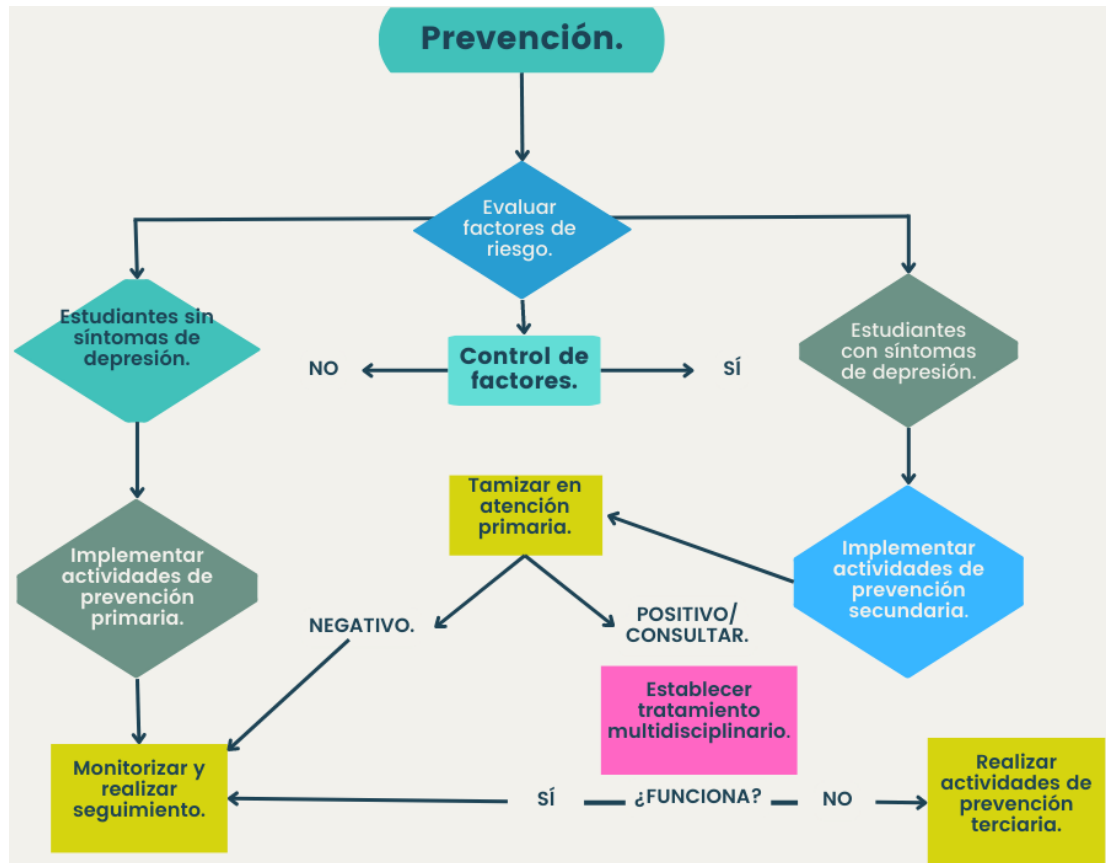 Prevención.
Evaluar
factores de
riesgo.
Estudiantes sin
síntomas de
depresión.
NO
Control de
factores.
SÍ
Estudiantes
con síntomas
de depresión.
Tamizar en
atención
primaria.
Implementar
actividades de
prevención
primaria.
Implementar
actividades de
prevención
secundaria.
NEGATIVO.
POSITIVO/
CONSULTAR.
Establecer
tratamiento
multidisciplinario.
Monitorizar y
realizar
seguimiento.
SÍ
¿FUNCIONA?
NO
Realizar
actividades de
prevención
terciaria.